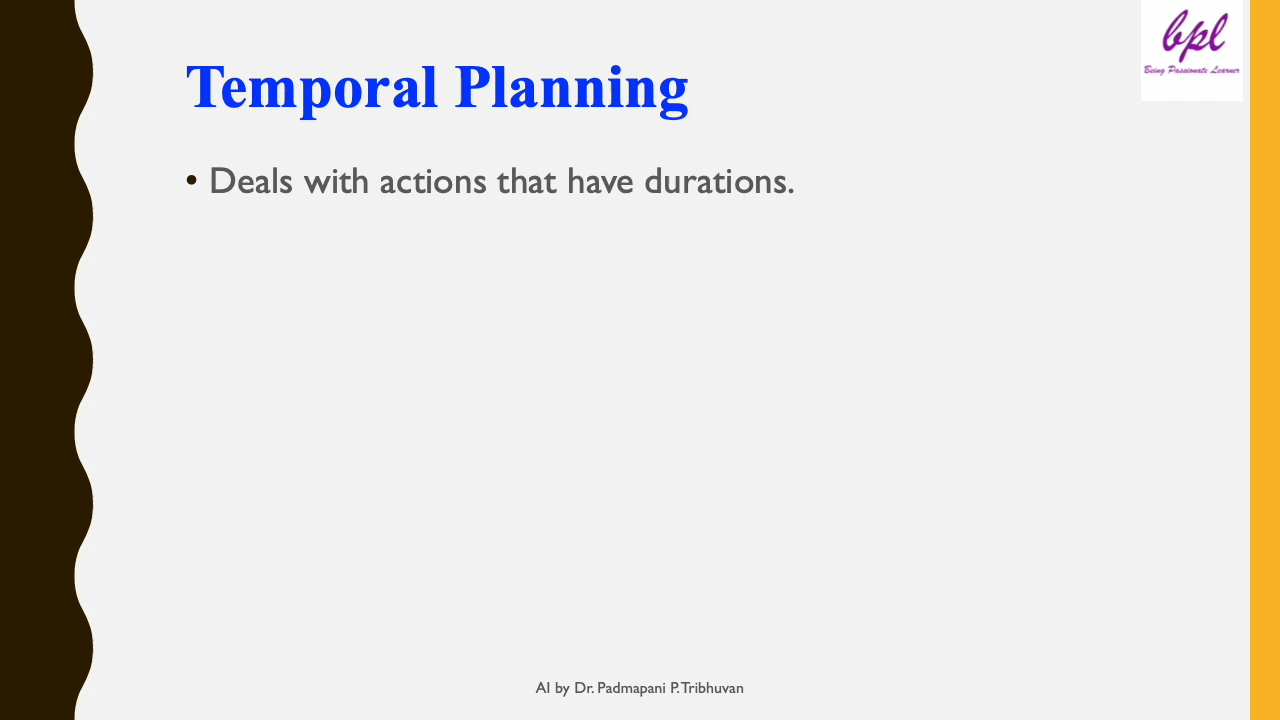 bpl
Being Passionate Learner
Temporal Planning
• Deals with actions that have durations.
AI by Dr. Padmapani P. Tribhuvan